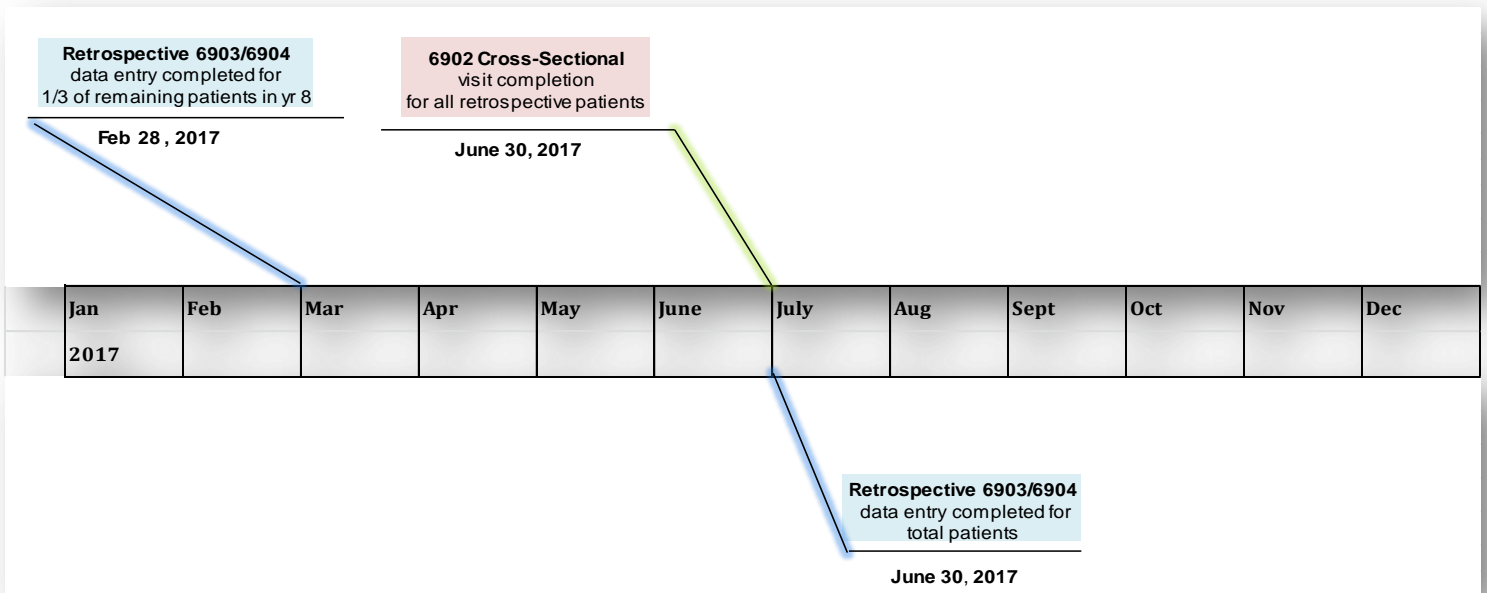 Retrospective 6903/6904
data entry completed for
1/3 of remaining patients in yr 8
Feb 28 , 2017
6902 Cross-Sectional
visit completion
for all retrospective patients
June 30, 2017
Jan Feb Mar Apr May June July Aug Sept Oct Nov Dec
2017
Retrospective 6903/6904
data entry completed for
total patients
June 30, 2017